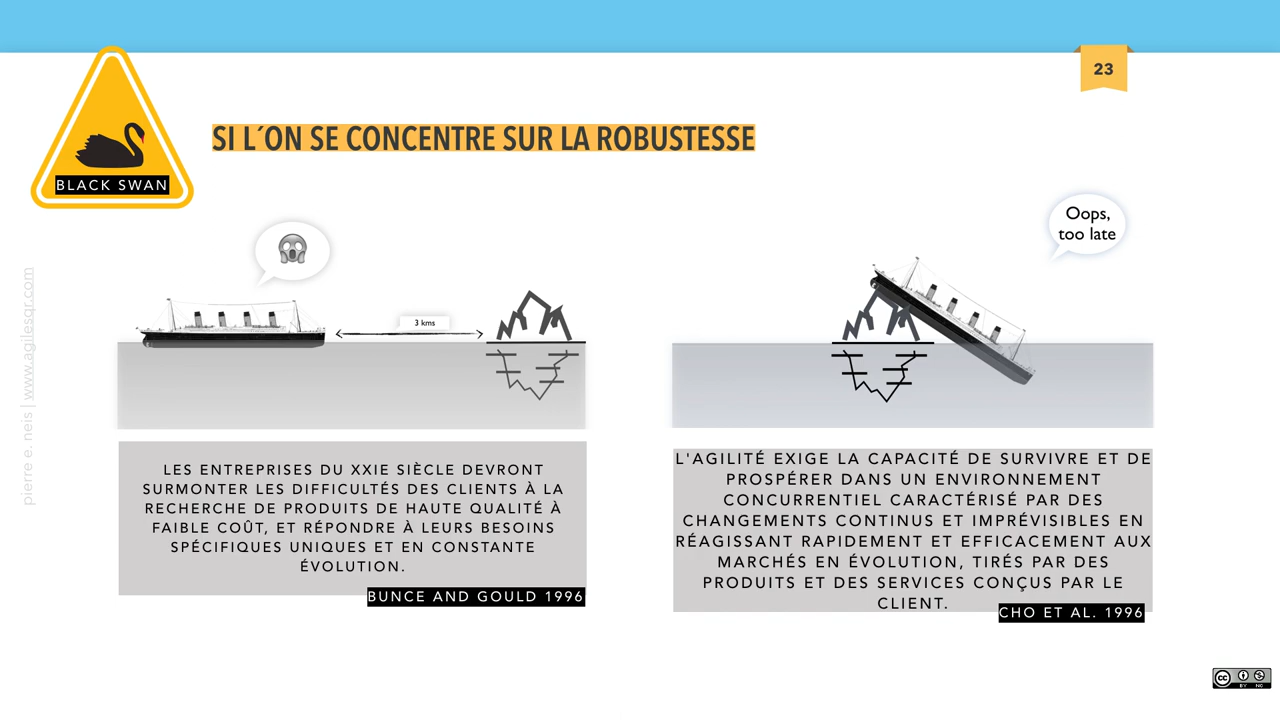 23
SI L´ON SE CONCENTRE SUR LA ROBUSTESSE
BLACK SWAN
Oops,
too late
3 kms
pierre e. neis | www.agilesqr.com
LES ENTREPRISES DU XXIE SIÈCLE DEVRONT
SURMONTER LES DIFFICULTÉS DES CLIENTS À LA
RECHERCHE DE PRODUITS DE HAUTE QUALITÉ À
FAIBLE COÛT, ET RÉPONDRE À LEURS BESOINS
SPÉCIFIQUES UNIQUES ET EN CONSTANTE
ÉVOLUTION.
BUNCE AND GOULD 1996
L'AGILITÉ EXIGE LA CAPACITÉ DE SURVIVRE ET DE
PROSPÉRER DANS UN ENVIRONNEMENT
CONCURRENTIEL CARACTÉRISÉ PAR DES
CHANGEMENTS CONTINUS ET IMPRÉVISIBLES EN
RÉAGISSANT RAPIDEMENT ET EFFICACEMENT AUX
MARCHÉS EN ÉVOLUTION, TIRÉS PAR DES
PRODUITS ET DES SERVICES CONÇUS PAR LE
CLIENT.
CHO ET AL. 1996
cc BY NC